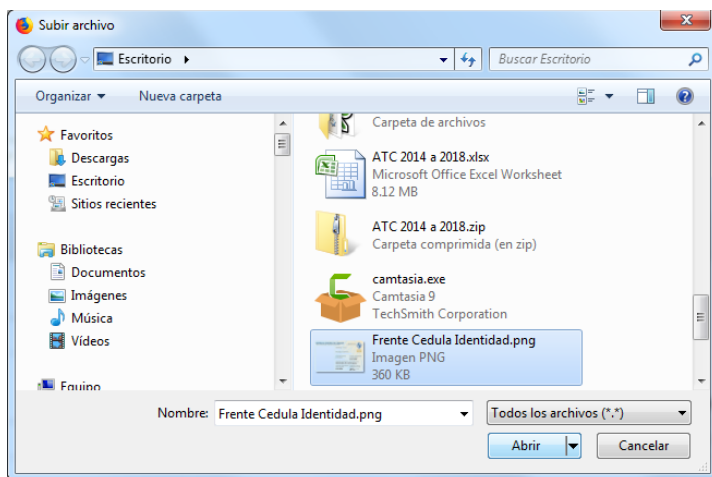 Subir archivo
Escritorio
Buscar Escritorio
Organizar
Nueva carpeta
Favoritos
Descargas
Escritorio
Sitios recientes
Bibliotecas
Documentos
Imágenes
Música
Vídeos
Equipo
Carpeta de archivos
ATC 2014 a 2018.xlsx
Microsoft Office Excel Worksheet
8.12 MB
ATC 2014 a 2018.zip
Carpeta comprimida (en zip)
camtasia.exe
Camtasia 9
TechSmith Corporation
Frente Cedula Identidad.png
Imagen PNG
360 KB
Nombre: Frente Cedula Identidad.png
Todos los archivos (*.*)
Abrir
Cancelar